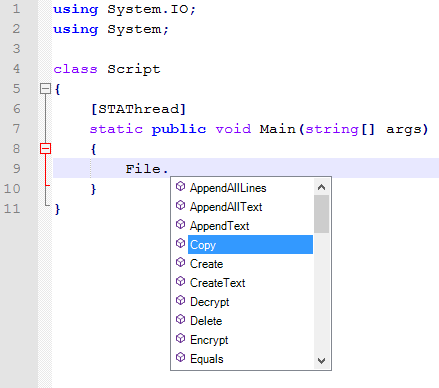 1 using System.IO;
2 using System;
3
4 class Script
5 {
6 [STAThread]
7 static public void Main(string[] args)
8 {
9 File.
10 }
11 }
AppendAllLines
AppendAllText
AppendText
Copy
Create
CreateText
Decrypt
Delete
Encrypt
Equals